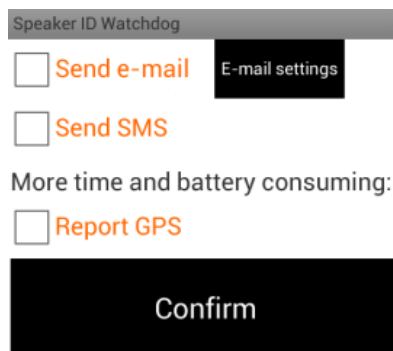 Speaker ID Watchdog
Send e-mail E-mail settings
Send SMS
More time and battery consuming:
Report GPS
Confirm